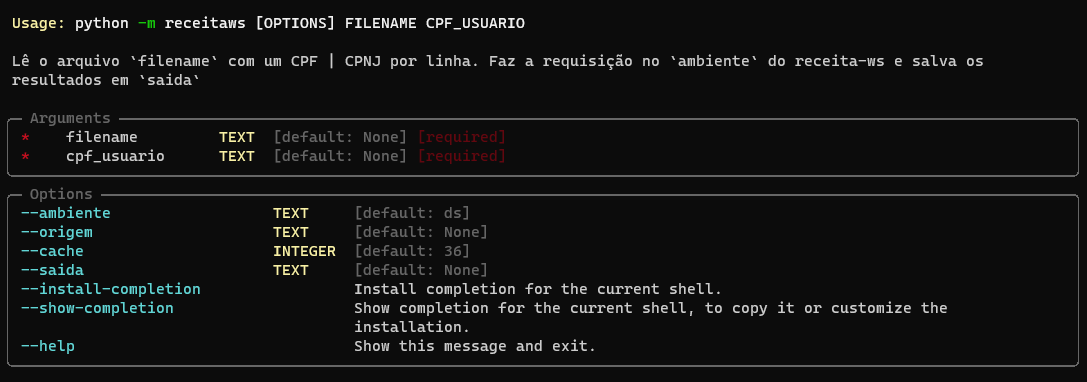 Usage: python -m receitaws [OPTIONS] FILENAME CPF_USUARIO
Lê o arquivo `filename` com um CPF | CPNJ por linha. Faz a requisição no `ambiente` do receita-ws e salva os
resultados em `saida`
Arguments
* filename TEXT [default: None] [required]
* cpf_usuario TEXT [default: None] [required]
Options
--ambiente TEXT [default: ds]
--origem TEXT [default: None]
--cache INTEGER [default: 36]
--saida TEXT [default: None]
--install-completion Install completion for the current shell.
--show-completion Show completion for the current shell, to copy it or customize the
installation.
--help Show this message and exit.